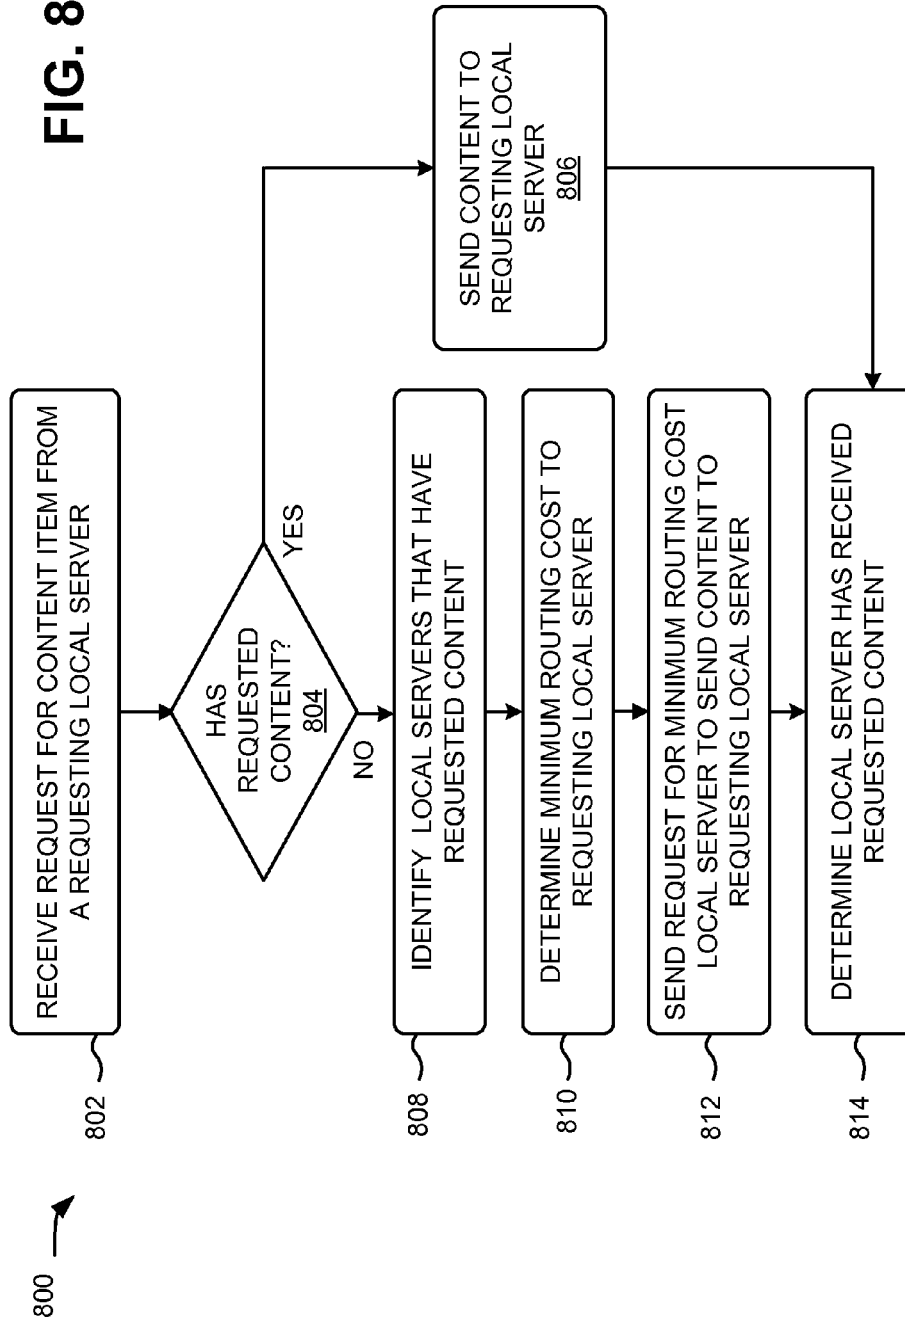 FIG. 8
800
802
RECEIVE REQUEST FOR CONTENT ITEM FROM
A REQUESTING LOCAL SERVER
HAS
REQUESTED
CONTENT?
804
YES
NO
SEND CONTENT TO
REQUESTING LOCAL
SERVER
806
808
IDENTIFY LOCAL SERVERS THAT HAVE
REQUESTED CONTENT
810
DETERMINE MINIMUM ROUTING COST TO
REQUESTING LOCAL SERVER
812
SEND REQUEST FOR MINIMUM ROUTING COST
LOCAL SERVER TO SEND CONTENT TO
REQUESTING LOCAL SERVER
814
DETERMINE LOCAL SERVER HAS RECEIVED
REQUESTED CONTENT